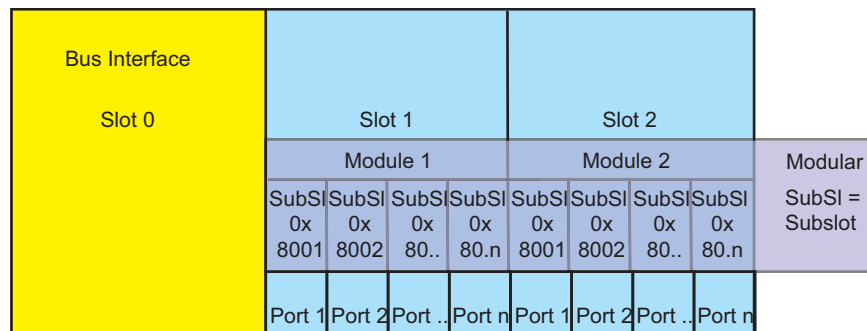 Bus Interface
Slot 0
Slot 1
Slot 2
Module 1
Module 2
Modular
SubSl =
Subslot
SubSl
0x
8001
SubSl
0x
8002
SubSl
0x
80..
SubSl
0x
80.n
SubSl
0x
8001
SubSl
0x
8002
SubSl
0x
80..
SubSl
0x
80.n
Port 1
Port 2
Port ..
Port n
Port 1
Port 2
Port ..
Port n